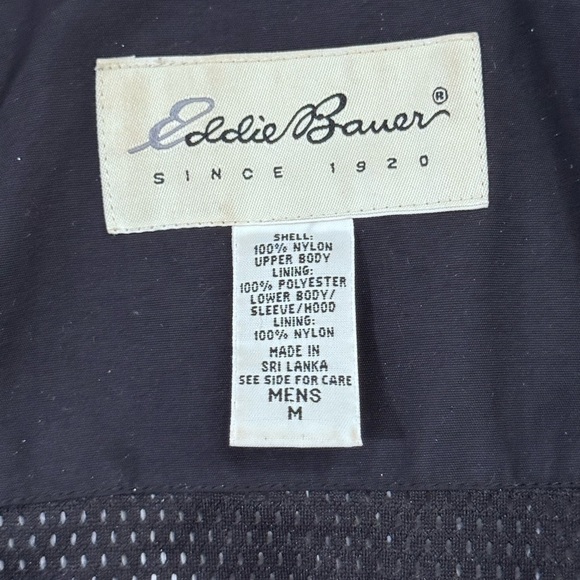 Eddie Bauer®
SINCE 1920
SHELL:
100% NYLON
UPPER BODY
LINING:
100% POLYESTER
LOWER BODY/
SLEEVE/HOOD
LINING:
100% NYLON
MADE IN
SRI LANKA
SEE SIDE FOR CARE
MENS
M